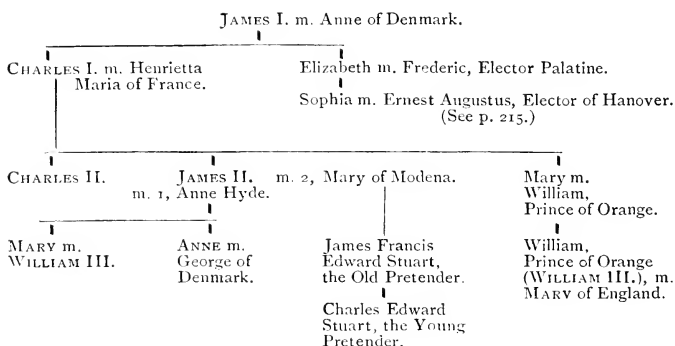 JAMES I. m. Anne of Denmark.
CHARLES I. m. Henrietta
Maria of France.
Elizabeth m. Frederic, Elector Palatine.
Sophia m. Ernest Augustus, Elector of Hanover.
(See p. 215.)
CHARLES II.
JAMES II. m. 2, Mary of Modena.
m. 1, Anne Hyde.
Mary m.
William,
Prince of Orange.
MARY m.
WILLIAM III.
ANNE m.
George of
Denmark.
James Francis
Edward Stuart,
the Old Pretender.
Charles Edward
Stuart, the Young
Pretender.
William,
Prince of Orange
(WILLIAM III.), m.
MARY of England.